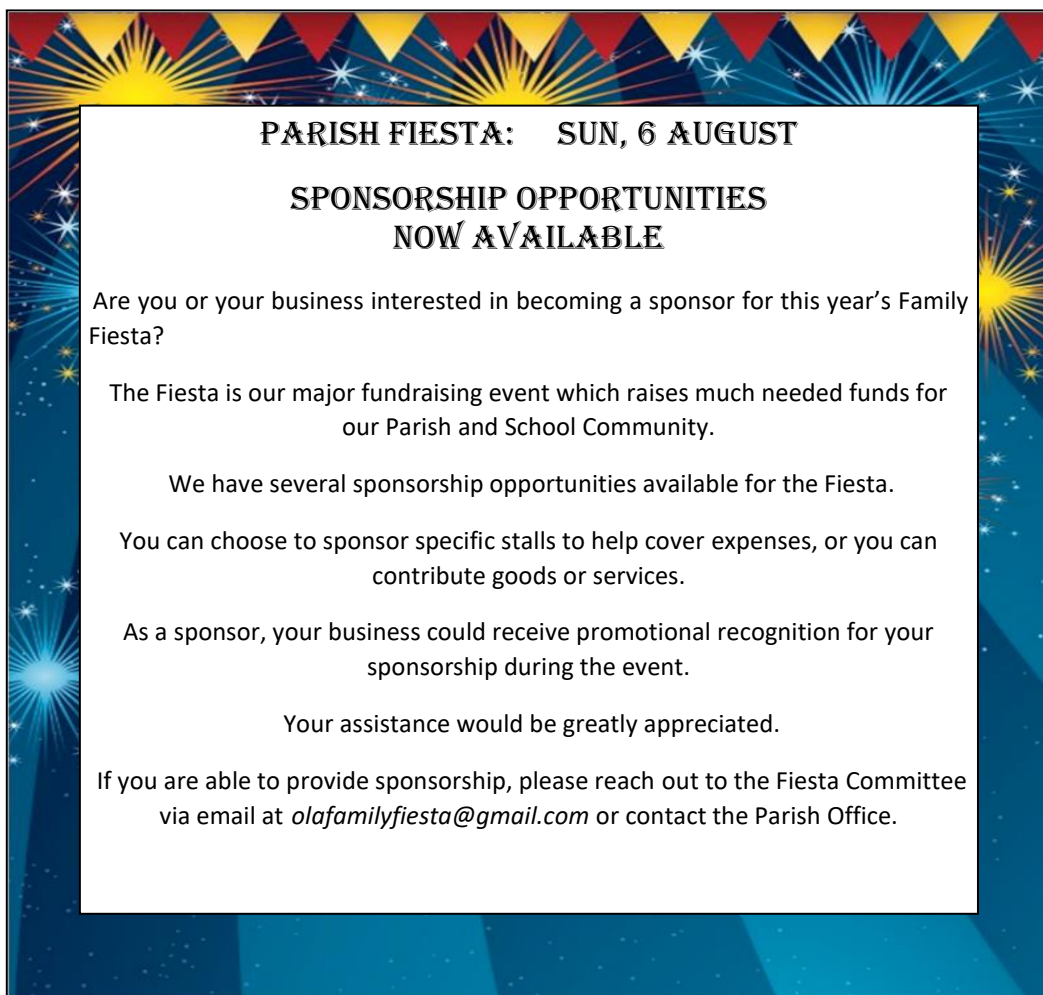 PARISH FIESTA: SUN, 6 AUGUST
SPONSORSHIP OPPORTUNITIES
NOW AVAILABLE
Are you or your business interested in becoming a sponsor for this year’s Family
Fiesta?
The Fiesta is our major fundraising event which raises much needed funds for
our Parish and School Community.
We have several sponsorship opportunities available for the Fiesta.
You can choose to sponsor specific stalls to help cover expenses, or you can
contribute goods or services.
As a sponsor, your business could receive promotional recognition for your
sponsorship during the event.
Your assistance would be greatly appreciated.
If you are able to provide sponsorship, please reach out to the Fiesta Committee
via email at olafamilyfiesta@gmail.com or contact the Parish Office.